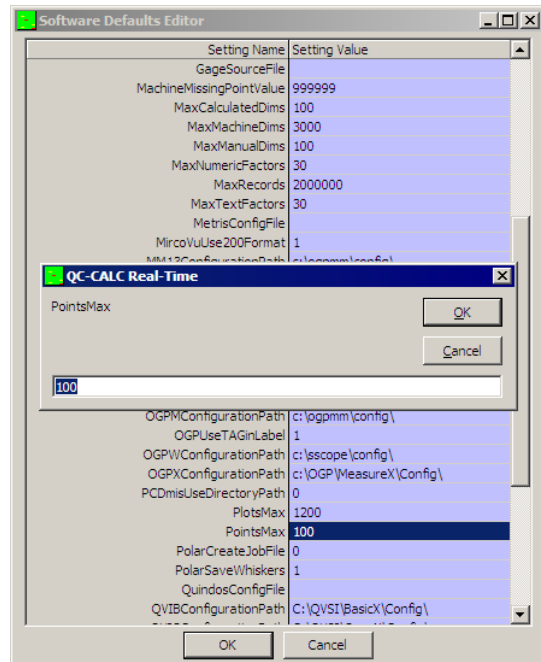 Software Defaults Editor
Setting Name Setting Value
GageSourceFile
MachineMissingPointValue 999999
MaxCalculatedDims 100
MaxMachineDims 3000
MaxManualDims 100
MaxNumericFactors 30
MaxRecords 2000000
MaxTextFactors 30
MetrisConfigFile
MircoVuUse200Format 1
MM13ConfigurationPath c:\ogpmm\config\
QC-CALC Real-Time
PointsMax
OK
Cancel
100
OGPMConfigurationPath c:\ogpmm\config\
OGPUseTAGinLabel 1
OGPWConfigurationPath c:\sscope\config\
OGPXConfigurationPath c:\OGP\MeasureX\Config\
PCDmisUseDirectoryPath 0
PlotsMax 1200
PointsMax 100
PolarCreateJobFile 0
PolarSaveWhiskers 1
QuindosConfigFile
QVIBConfigurationPath C:\QVSI\BasicX\Config\
OK Cancel